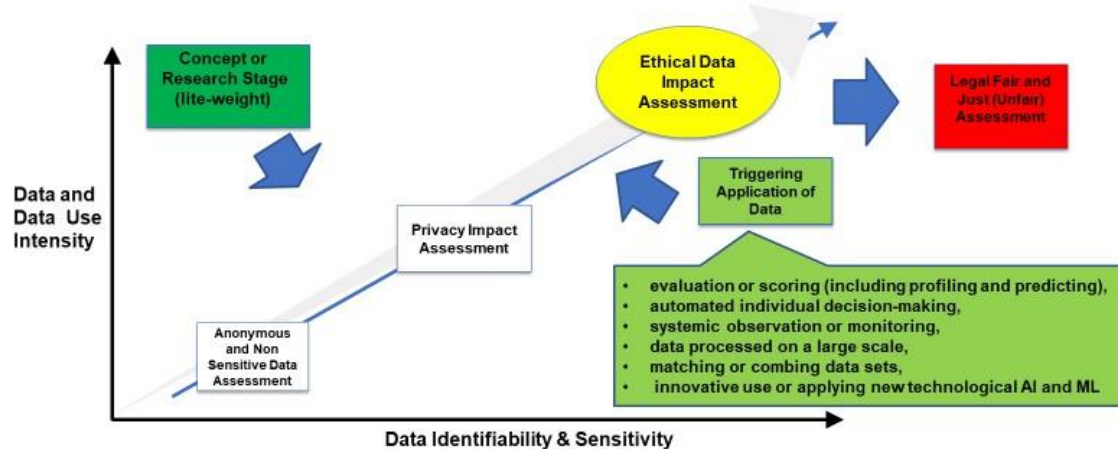 Concept or
Research Stage
(lite-weight)
Ethical Data
Impact
Assessment
Legal Fair and
Just (Unfair)
Assessment
Data and
Data Use
Intensity
Triggering
Application of
Data
Privacy Impact
Assessment
• evaluation or scoring (including profiling and predicting),
• automated individual decision-making,
• systemic observation or monitoring,
• data processed on a large scale,
• matching or combing data sets,
• innovative use or applying new technological AI and ML
Anonymous
and Non
Sensitive Data
Assessment
Data Identifiability & Sensitivity